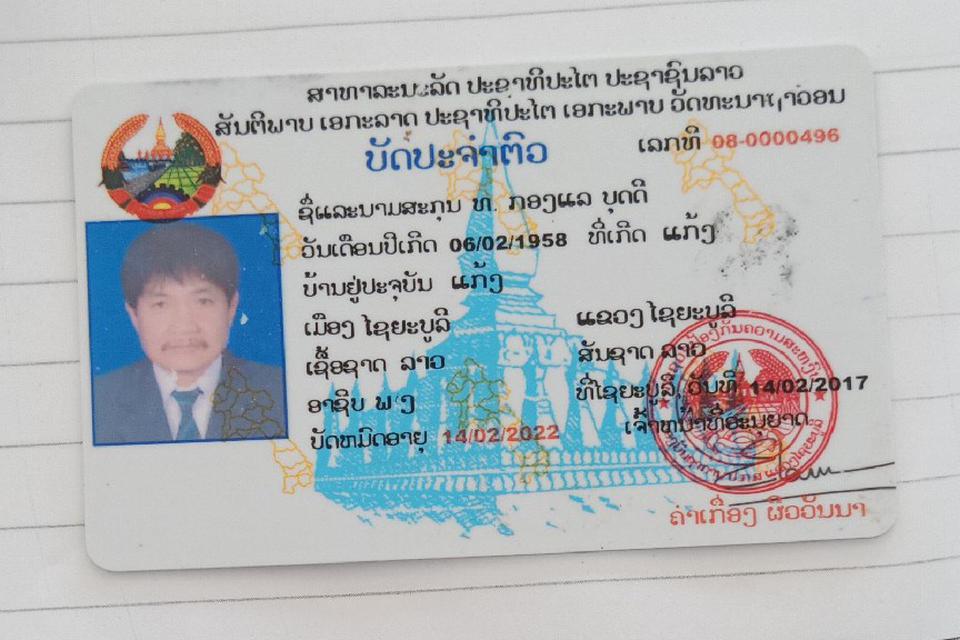 ສາທາລະນະລັດ ປະຊາທິປະໄຕ ປະຊາຊົນລາວ
ສັນຕິພາບ ເອກະລາດ ປະຊາທິປະໄຕ ເອກະພາບ ວັດທະນາຖາວອນ
ບັດປະຈຳຕົວ
ເລກທີ 08-0000496
ຊື່ແລະນາມສະກຸນ ທ. ກອງແລ ບຸດດີ
ວັນເດືອນປີເກີດ 06/02/1958 ທີ່ເກີດ ແກ້ງ
ບ້ານຢູ່ປະຈຸບັນ ແກ້ງ
ເມືອງ ໄຊຍະບູລີ ແຂວງ ໄຊຍະບູລີ
ເຊື້ອຊາດ ລາວ ສັນຊາດ ລາວ
ອາຊີບ ທີ່ໄຊຍະບູລີ, ວັນທີ 14/02/2017
ບັດຫມົດອາຍຸ 14/02/2022 ເຈົ້າຫນ້າທີ່ອະນຸຍາດ
ຄຳເກື່ອງ ຜິວວັນນາ